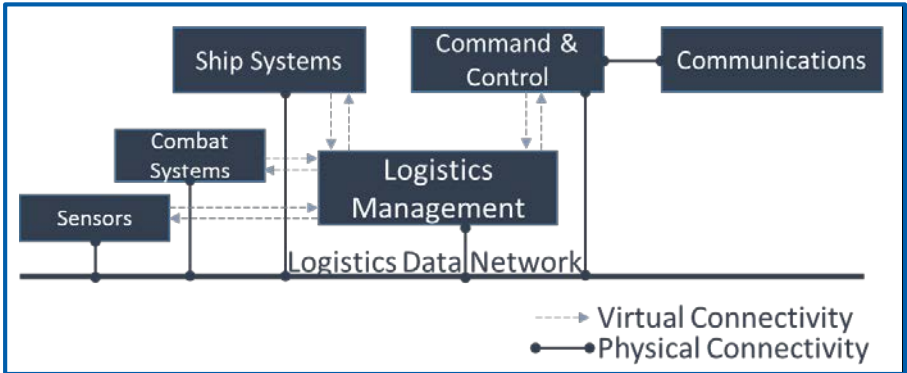 Ship Systems
Command &
Control
Communications
Combat
Systems
Logistics
Management
Sensors
Logistics Data Network
Virtual Connectivity
Physical Connectivity